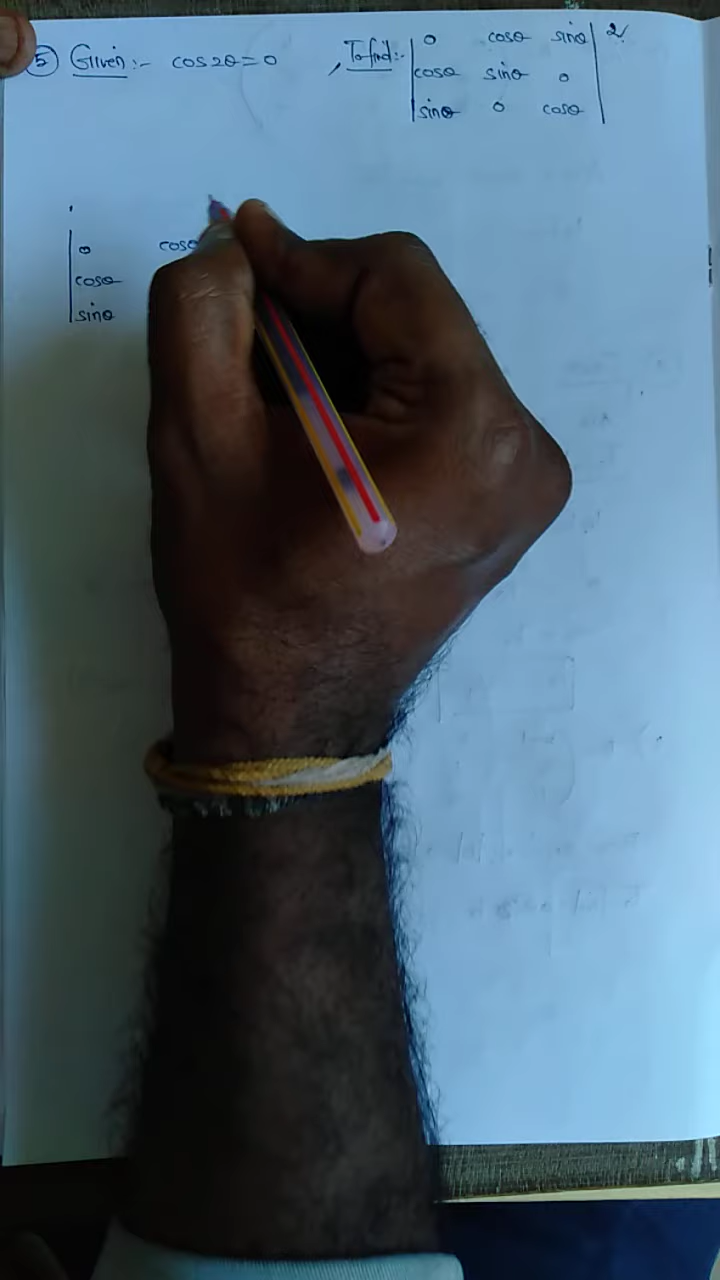 ⑤ Given:- cos2θ=0 , To find:- | 0 cosθ sinθ |²
| cosθ sinθ 0 |
| sinθ 0 cosθ |
| 0 cosθ
| cosθ
| sinθ